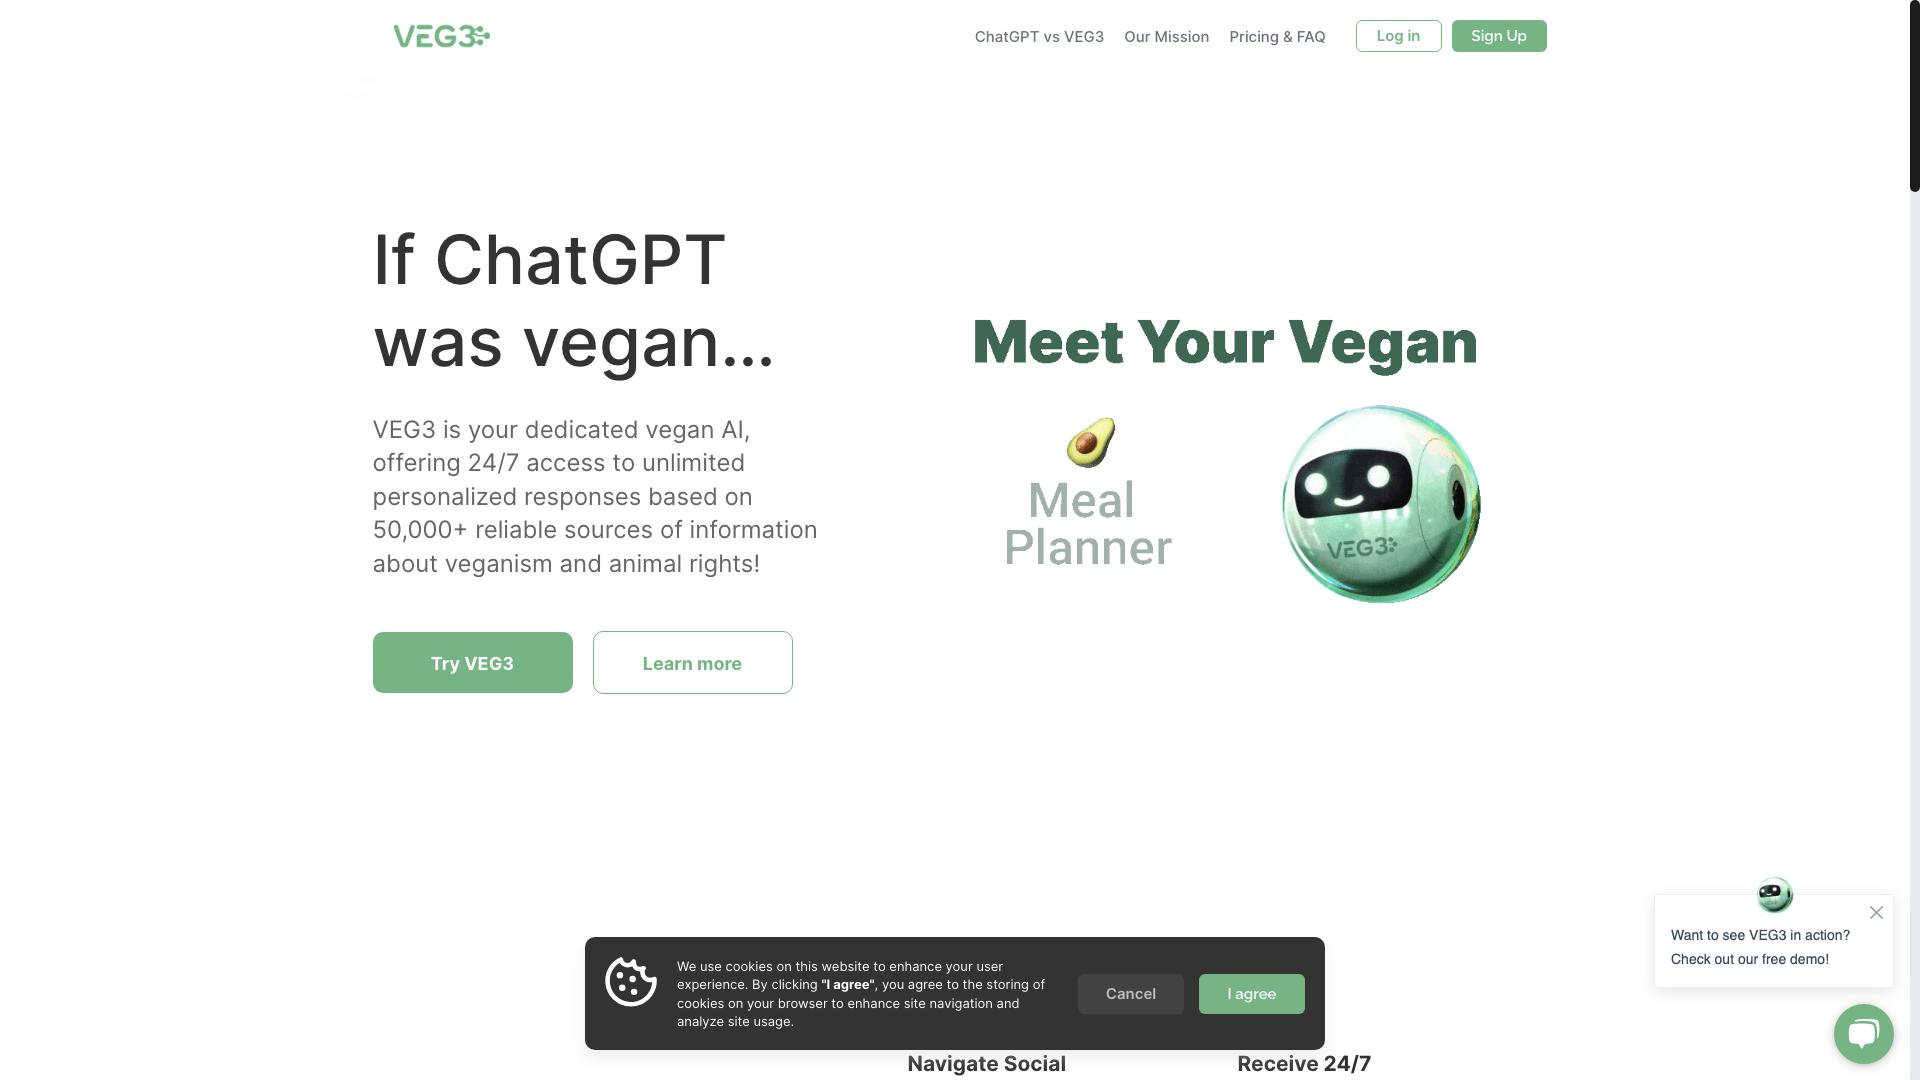 VEG3
ChatGPT vs VEG3
Our Mission
Pricing & FAQ
Log in
Sign Up
If ChatGPT
was vegan...
VEG3 is your dedicated vegan AI,
offering 24/7 access to unlimited
personalized responses based on
50,000+ reliable sources of information
about veganism and animal rights!
Try VEG3
Learn more
Meet Your Vegan
Meal
Planner
VEG3
Want to see VEG3 in action?
Check out our free demo!
We use cookies on this website to enhance your user
experience. By clicking "I agree", you agree to the storing of
cookies on your browser to enhance site navigation and
analyze site usage.
Cancel
I agree
Navigate Social
Receive 24/7